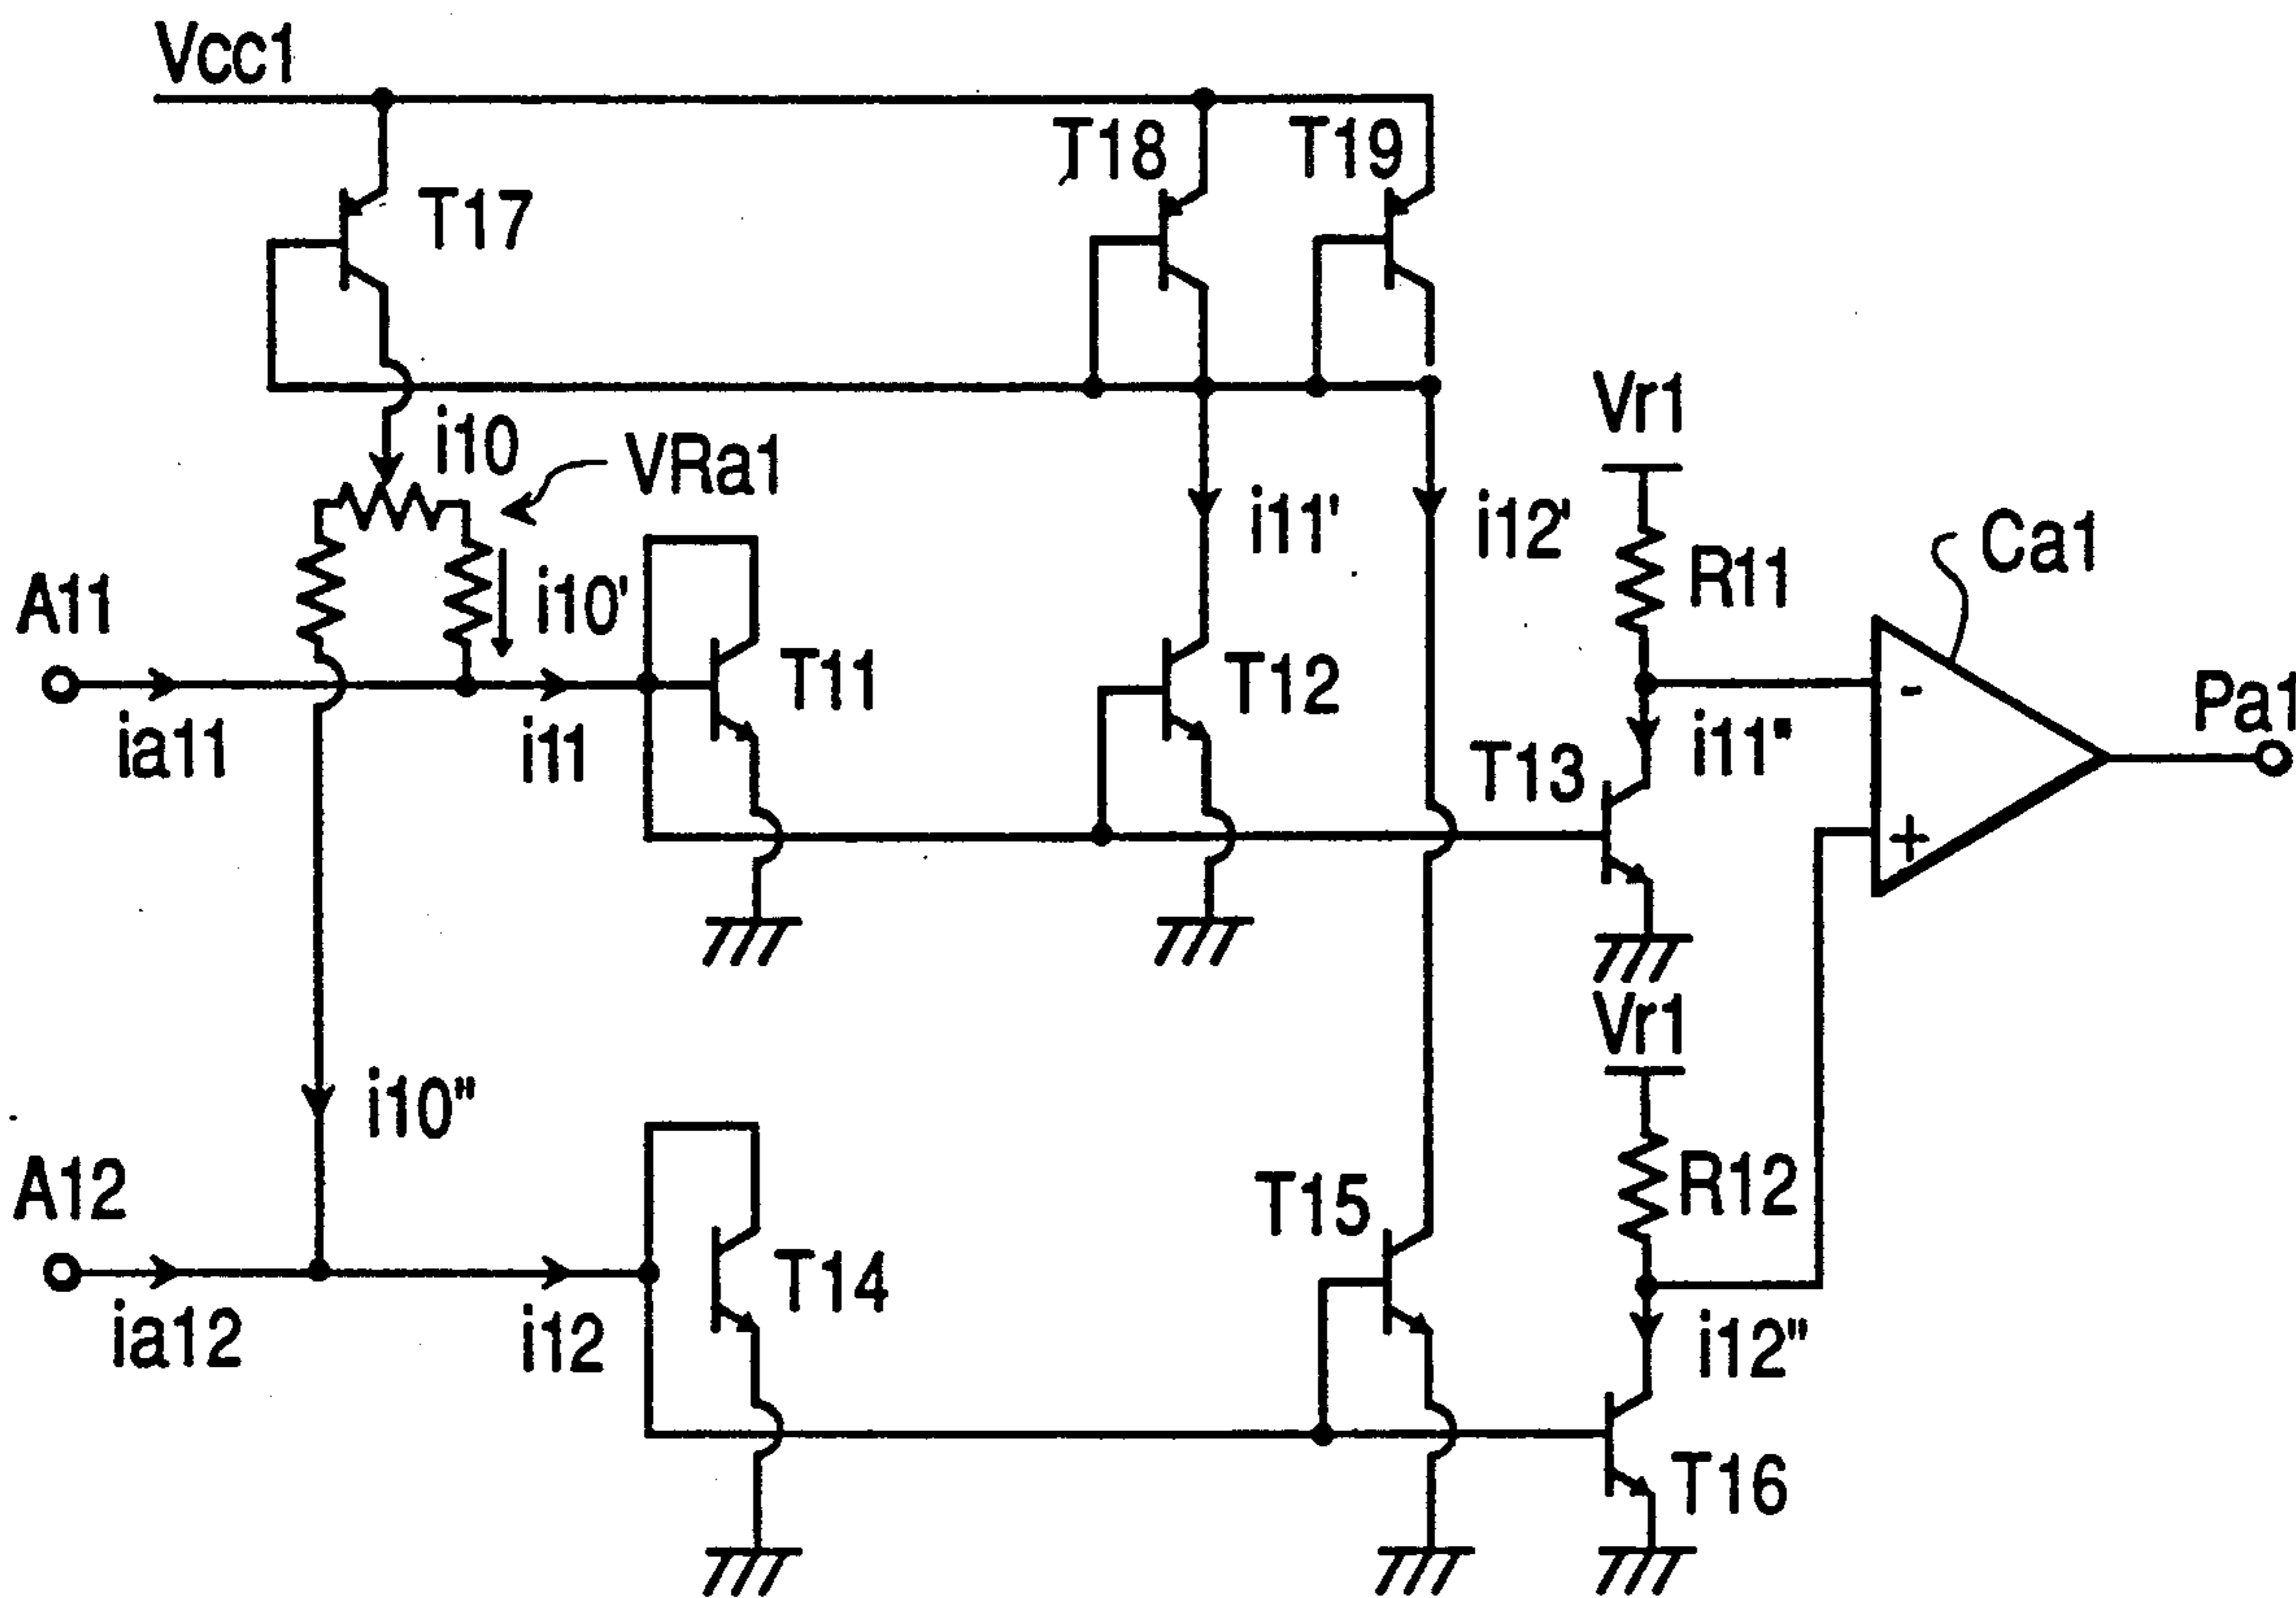 Vcc1
T18
T19
T17
Vr1
i10
VRa1
i11'
i12'
Ca1
R11
A11
i10'
T11
T12
-
Pa1
ia11
i11
T13
i11"
+
Vr1
i10"
A12
T15
R12
T14
ia12
i12
i12"
T16